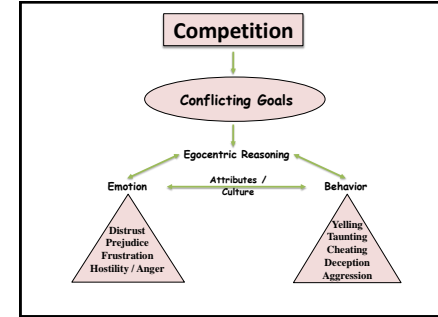 Competition
Conflicting Goals
Egocentric Reasoning
Emotion
Attributes /
Culture
Behavior
Distrust
Prejudice
Frustration
Hostility / Anger
Yelling
Taunting
Cheating
Deception
Aggression